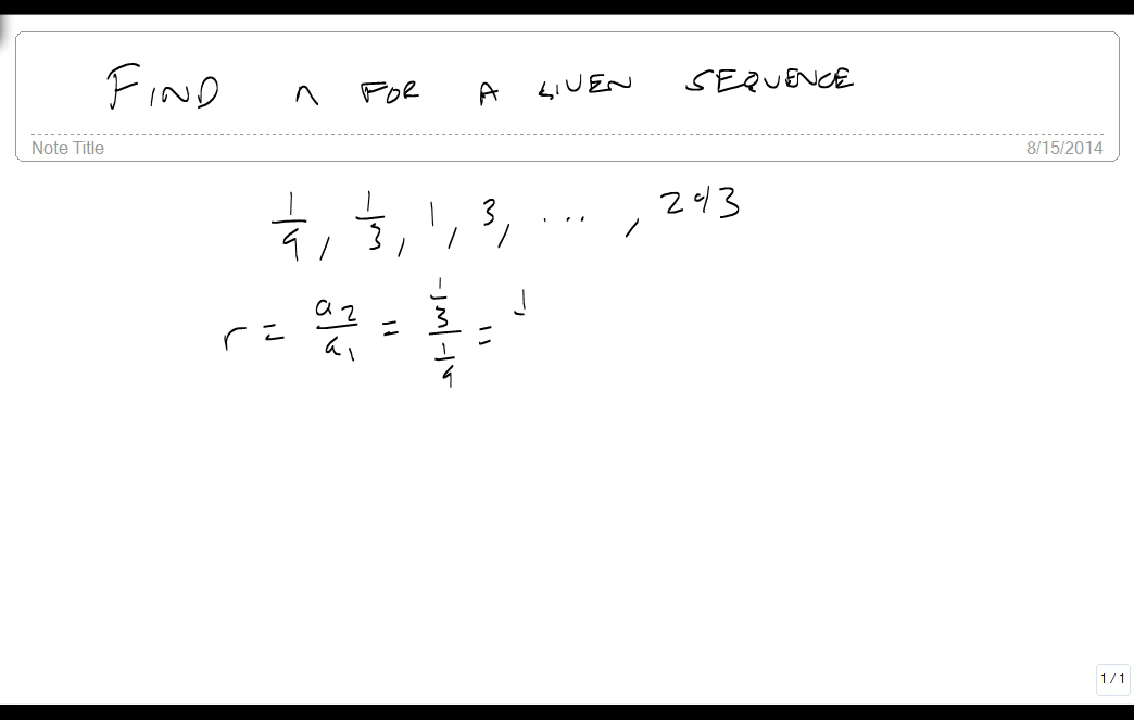 FIND n FOR A GIVEN SEQUENCE
Note Title 8/15/2014
1/9, 1/3, 1, 3, ..., 243
r = a2/a1 = (1/3)/(1/9) = 1
1/1